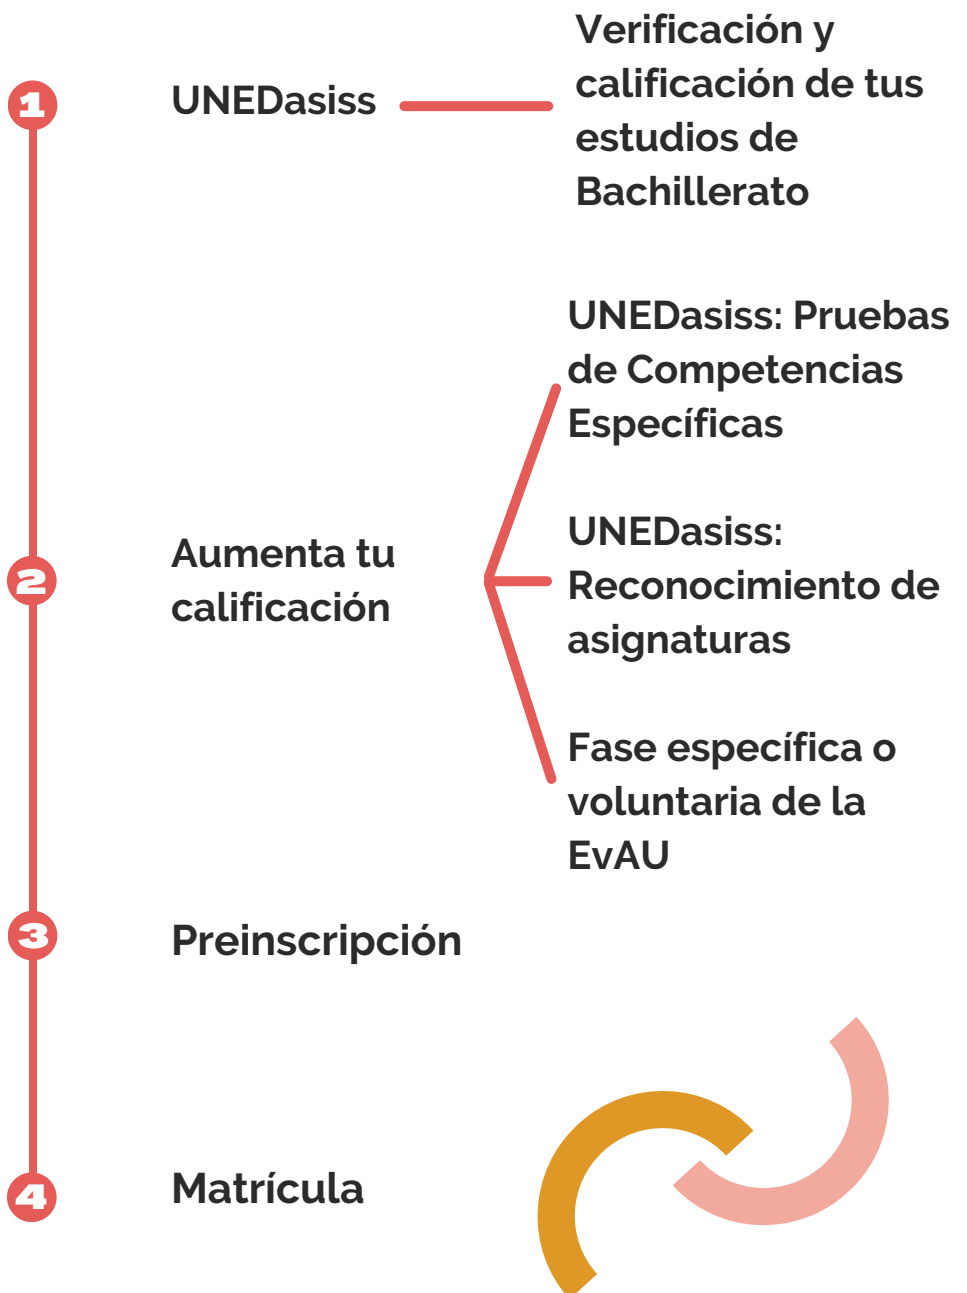 1
UNEDasiss
Verificación y
calificación de tus
estudios de
Bachillerato
2
Aumenta tu
calificación
UNEDasiss: Pruebas
de Competencias
Específicas
UNEDasiss:
Reconocimiento de
asignaturas
Fase específica o
voluntaria de la
EvAU
3
Preinscripción
4
Matrícula